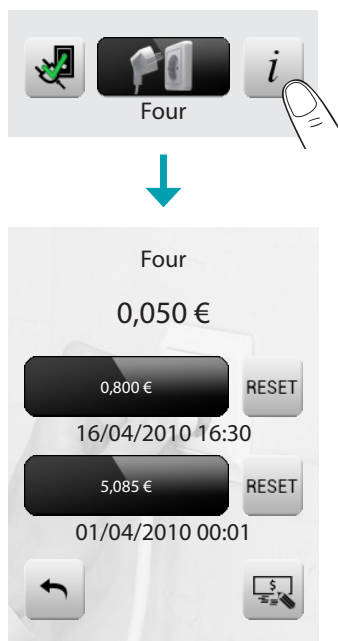 i
Four
Four
0,050 €
0,800 €
RESET
16/04/2010 16:30
5,085 €
RESET
01/04/2010 00:01
$